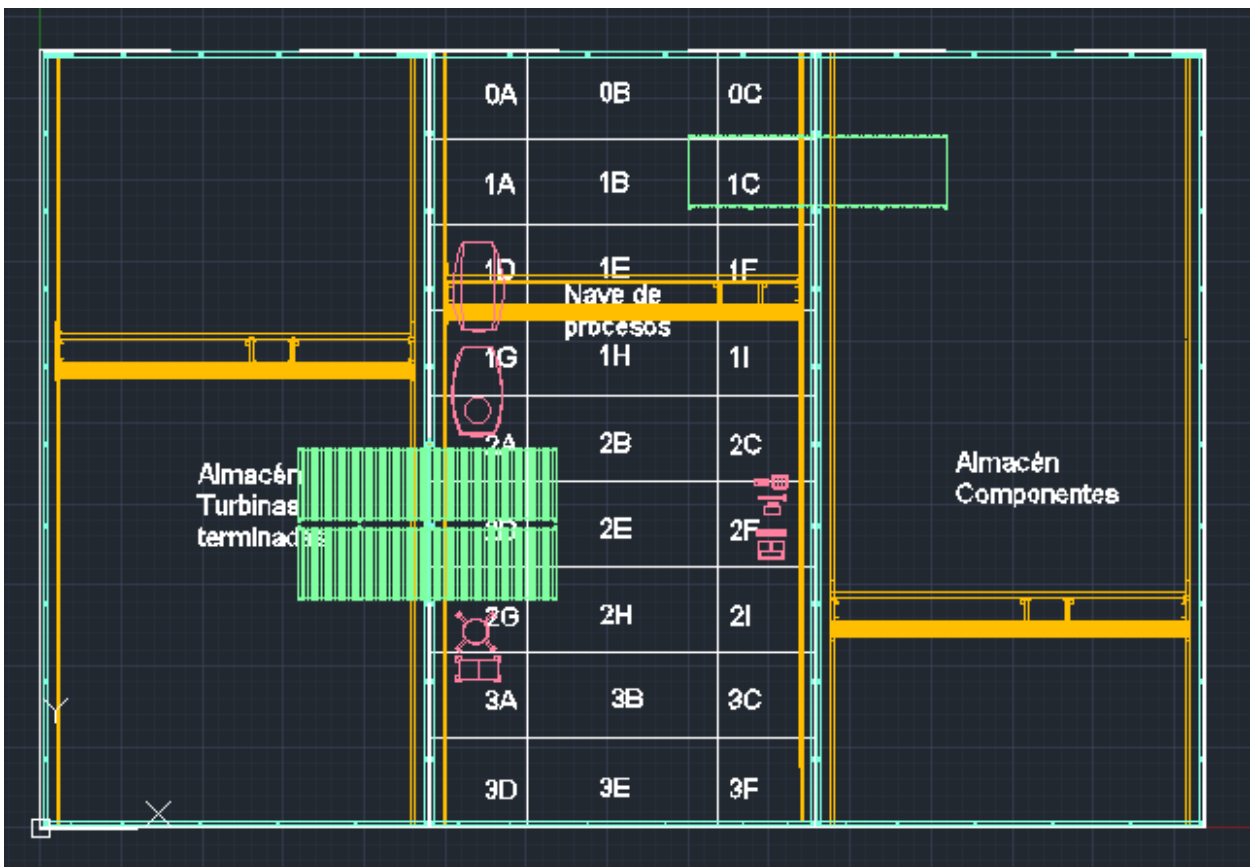 0A 0B 0C
1A 1B 1C
1D 1E 1F
Nave de
procesos
1G 1H 1I
2A 2B 2C
Almacén
Turbinas
terminadas
Almacén
Componentes
2D 2E 2F
2G 2H 2I
3A 3B 3C
Y
3D 3E 3F
X